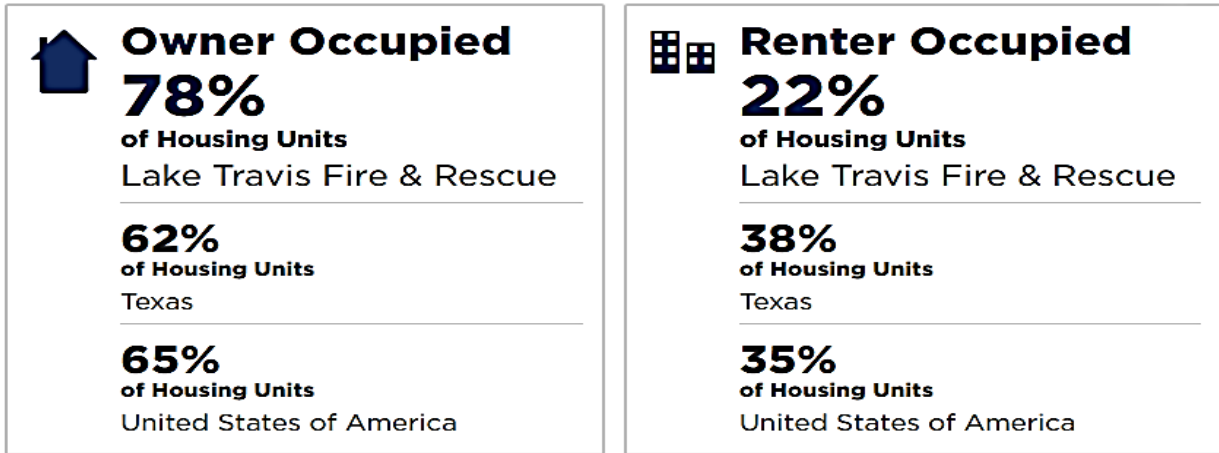 Owner Occupied
78%
of Housing Units
Lake Travis Fire & Rescue
62%
of Housing Units
Texas
65%
of Housing Units
United States of America
Renter Occupied
22%
of Housing Units
Lake Travis Fire & Rescue
38%
of Housing Units
Texas
35%
of Housing Units
United States of America